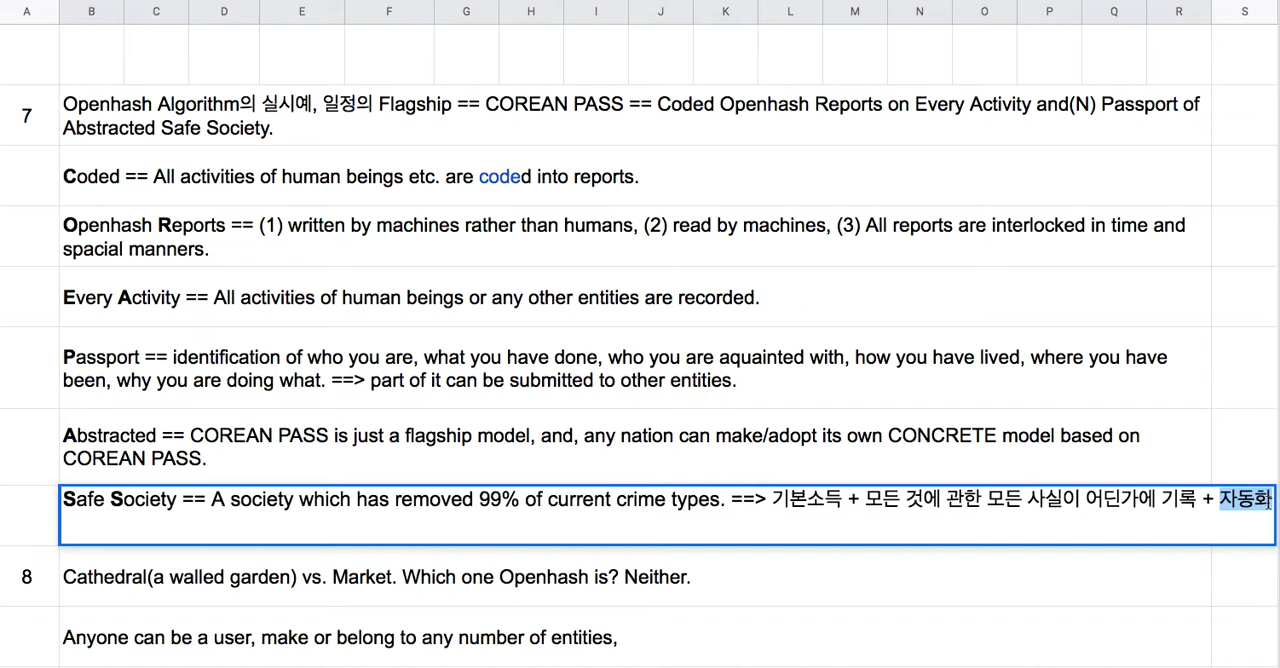 A B C D E F G H I J K L M N O P Q R S
7 Openhash Algorithm의 실시예, 일정의 Flagship == COREAN PASS == Coded Openhash Reports on Every Activity and(N) Passport of
Abstracted Safe Society.
Coded == All activities of human beings etc. are coded into reports.
Openhash Reports == (1) written by machines rather than humans, (2) read by machines, (3) All reports are interlocked in time and
spacial manners.
Every Activity == All activities of human beings or any other entities are recorded.
Passport == identification of who you are, what you have done, who you are aquainted with, how you have lived, where you have
been, why you are doing what. ==> part of it can be submitted to other entities.
Abstracted == COREAN PASS is just a flagship model, and, any nation can make/adopt its own CONCRETE model based on
COREAN PASS.
Safe Society == A society which has removed 99% of current crime types. ==> 기본소득 + 모든 것에 관한 모든 사실이 어딘가에 기록 + 자동화
8 Cathedral(a walled garden) vs. Market. Which one Openhash is? Neither.
Anyone can be a user, make or belong to any number of entities,